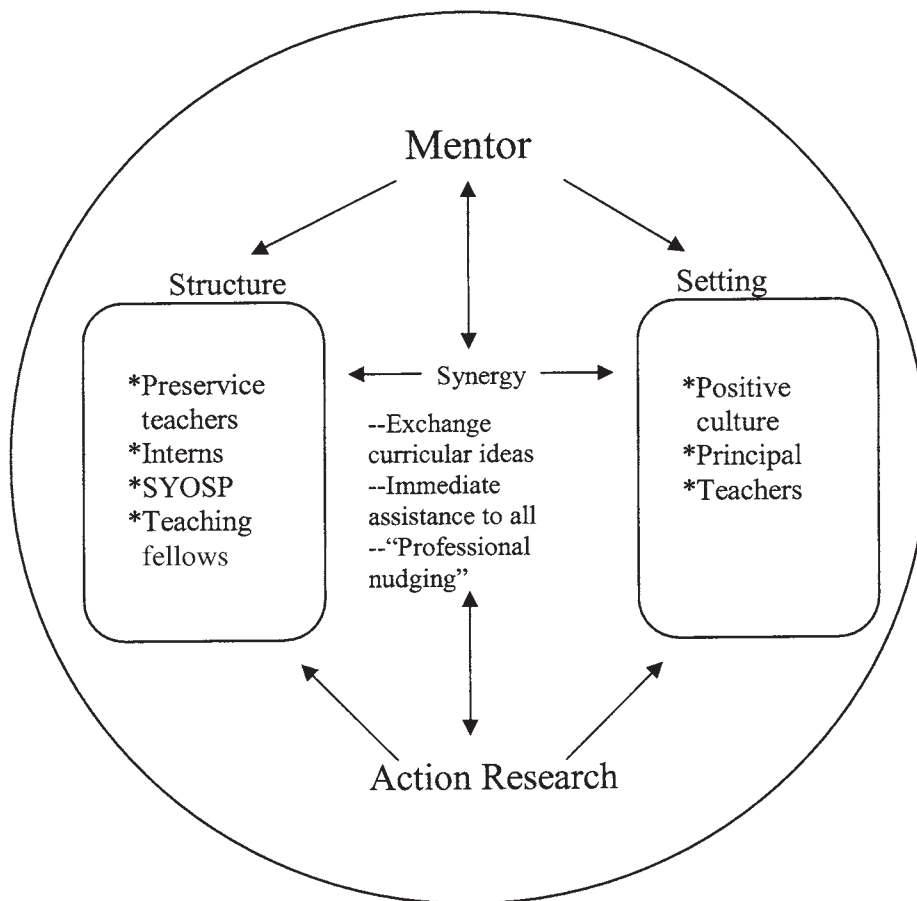 Mentor
Structure
Setting
*Preservice
teachers
*Interns
*SYOSP
*Teaching
fellows
Synergy
--Exchange
curricular ideas
--Immediate
assistance to all
--“Professional
nudging”
*Positive
culture
*Principal
*Teachers
Action Research